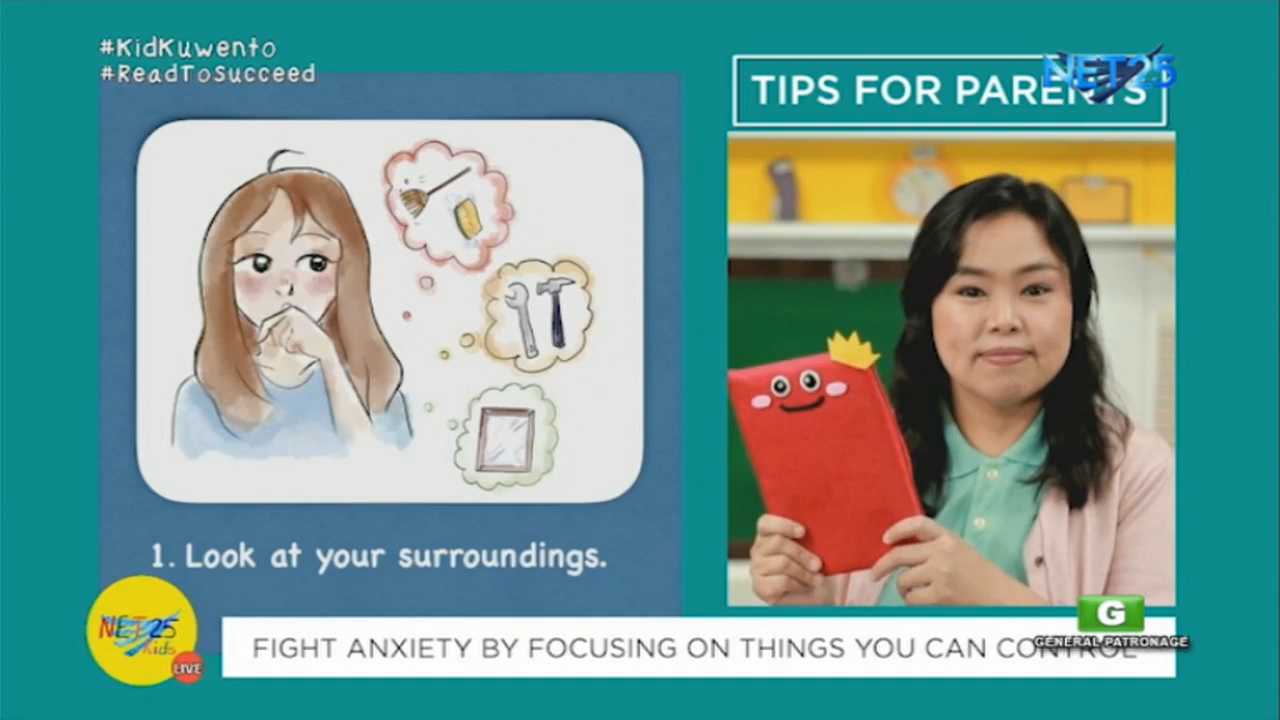 #KidKuwento
#ReadToSucceed
NET25
TIPS FOR PARENTS
1. Look at your surroundings.
NET25
Kids
LIVE
FIGHT ANXIETY BY FOCUSING ON THINGS YOU CAN CONTROL
G
GENERAL PATRONAGE